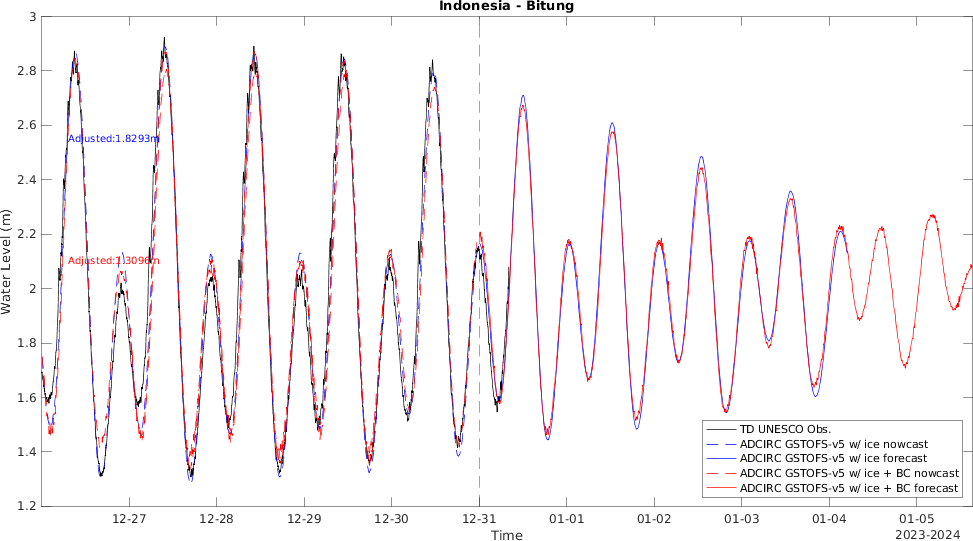 Indonesia - Bitung
3
2.8
2.6
2.4
2.2
2
1.8
1.6
1.4
1.2
Water Level (m)
Adjusted:1.8293m
Adjusted:1.3096m
TD UNESCO Obs.
ADCIRC GSTOFS-v5 w/ ice nowcast
ADCIRC GSTOFS-v5 w/ ice forecast
ADCIRC GSTOFS-v5 w/ ice + BC nowcast
ADCIRC GSTOFS-v5 w/ ice + BC forecast
12-27 12-28 12-29 12-30 12-31 01-01 01-02 01-03 01-04 01-05
Time
2023-2024